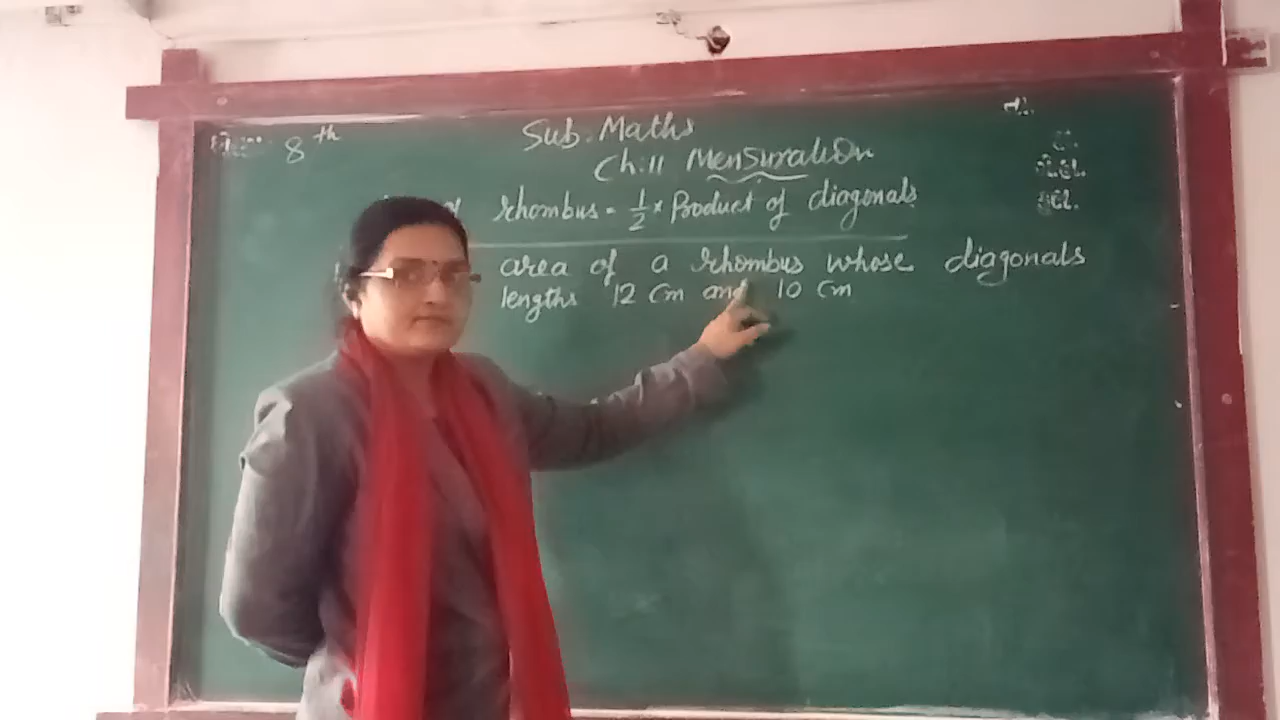 8th
Sub. Maths
Ch. 11 Mensuration
of rhombus = 1/2 × Product of diagonals
area of a rhombus whose diagonals
lengths 12 cm and 10 cm